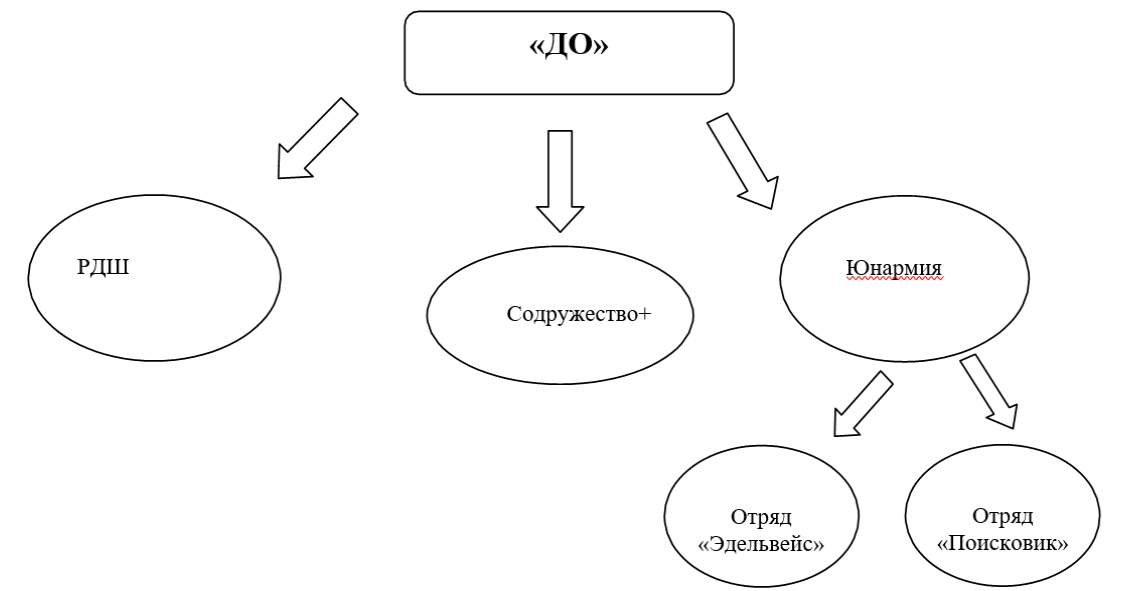 «ДО»
РДШ
Содружество+
Юнармия
Отряд
«Эдельвейс»
Отряд
«Поисковик»